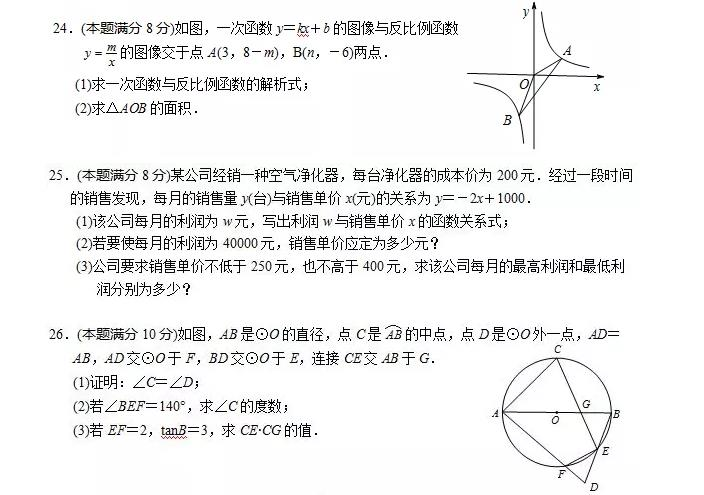 24．(本题满分 8 分)如图，一次函数 y＝kx＋b 的图像与反比例函数
y＝m/x 的图像交于点 A(3，8－m)，B(n，－6)两点．
(1)求一次函数与反比例函数的解析式；
(2)求△AOB 的面积．
y
A
O
x
B
25．(本题满分 8 分)某公司经销一种空气净化器，每台净化器的成本价为 200 元．经过一段时间
的销售发现，每月的销售量 y(台)与销售单价 x(元)的关系为 y＝－2x＋1000．
(1)该公司每月的利润为 w 元，写出利润 w 与销售单价 x 的函数关系式；
(2)若要使每月的利润为 40000 元，销售单价应定为多少元？
(3)公司要求销售单价不低于 250 元，也不高于 400 元，求该公司每月的最高利润和最低利
润分别为多少？
26．(本题满分 10 分)如图，AB 是⊙O 的直径，点 C 是 AB 的中点，点 D 是⊙O 外一点，AD＝
AB，AD 交⊙O 于 F，BD 交⊙O 于 E，连接 CE 交 AB 于 G．
(1)证明：∠C＝∠D；
(2)若∠BEF＝140°，求∠C 的度数；
(3)若 EF＝2，tanB＝3，求 CE·CG 的值．
C
A
O
G
B
E
F
D